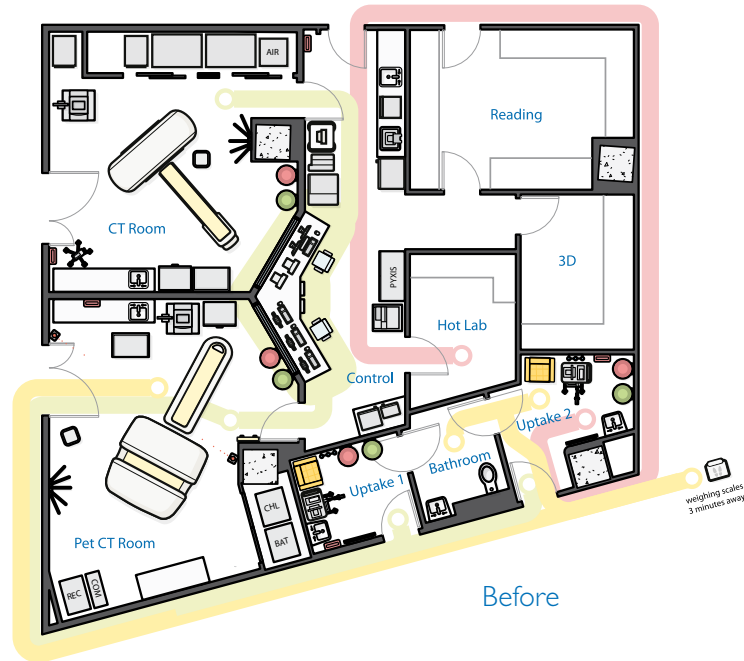 AIR
Reading
CT Room
3D
PYXIS
Hot Lab
Control
Uptake 2
Bathroom
Uptake 1
weighing scales
3 minutes away
CHL
BAT
Pet CT Room
REC
COM
Before